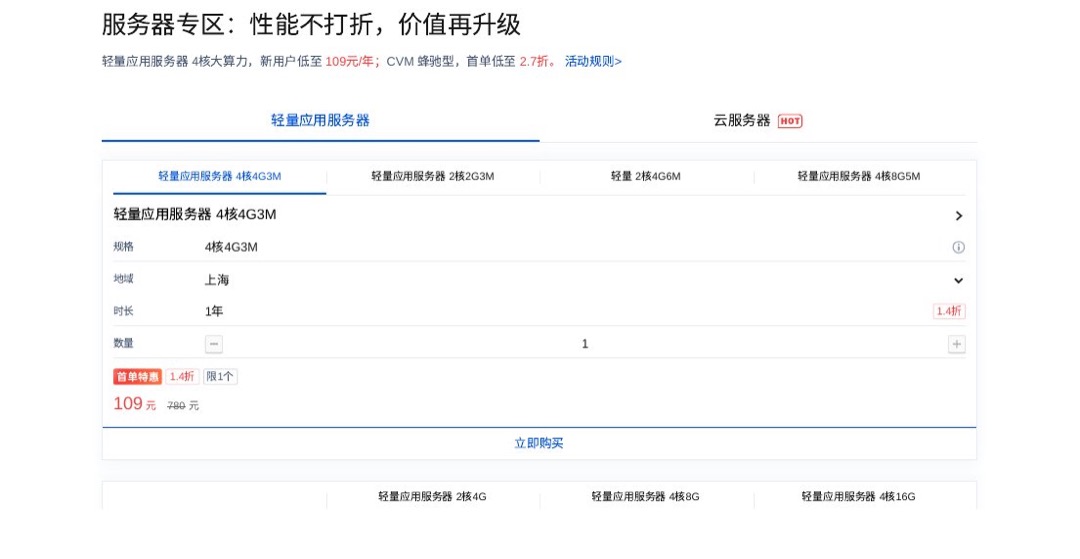 服务器专区：性能不打折，价值再升级
轻量应用服务器 4核大算力，新用户低至 109元/年；CVM 蜂驰型，首单低至 2.7折。 活动规则>
轻量应用服务器 云服务器 HOT
轻量应用服务器 4核4G3M 轻量应用服务器 2核2G3M 轻量 2核4G6M 轻量应用服务器 4核8G5M
轻量应用服务器 4核4G3M
规格 4核4G3M
地域 上海
时长 1年 1.4折
数量 − 1 +
首单特惠 1.4折 限1个
109 元 780 元
立即购买
轻量应用服务器 2核4G 轻量应用服务器 4核8G 轻量应用服务器 4核16G